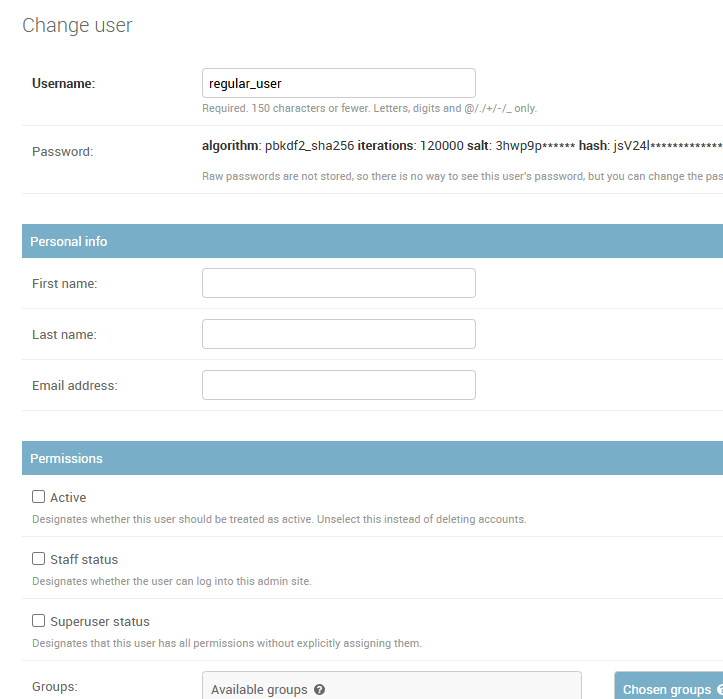 Change user
Username: regular_user
Required. 150 characters or fewer. Letters, digits and @/./+/-/_ only.
Password: algorithm: pbkdf2_sha256 iterations: 120000 salt: 3hwp9p****** hash: jsV24l*************
Raw passwords are not stored, so there is no way to see this user's password, but you can change the pas
Personal info
First name:
Last name:
Email address:
Permissions
Active
Designates whether this user should be treated as active. Unselect this instead of deleting accounts.
Staff status
Designates whether the user can log into this admin site.
Superuser status
Designates that this user has all permissions without explicitly assigning them.
Groups: Available groups ? Chosen groups